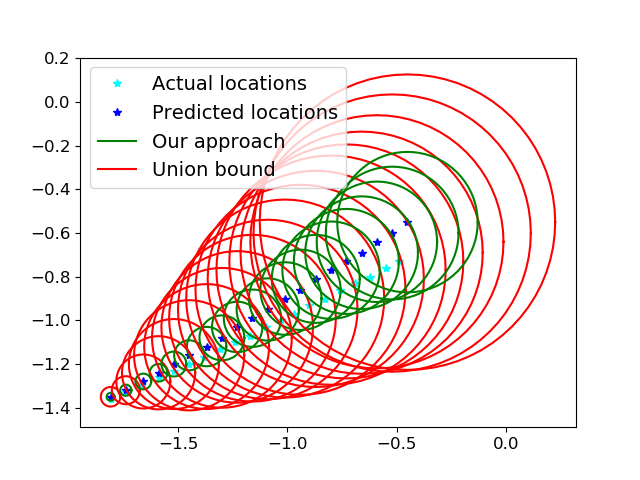 0.2
0.0
−0.2
−0.4
−0.6
−0.8
−1.0
−1.2
−1.4
Actual locations
Predicted locations
Our approach
Union bound
−1.5 −1.0 −0.5 0.0